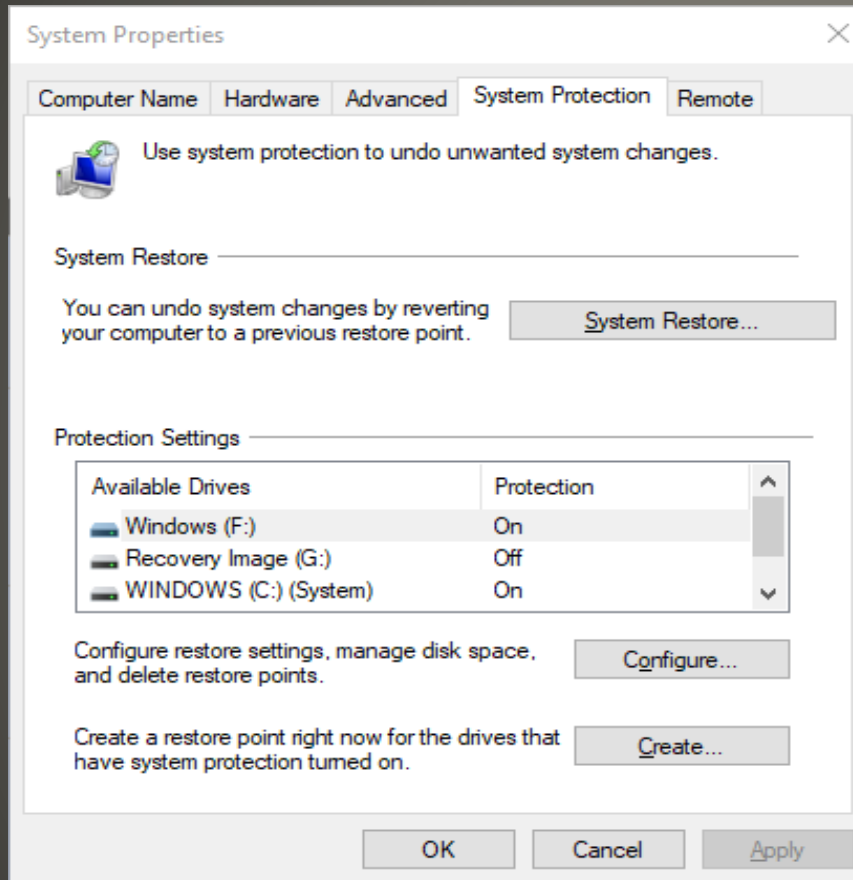 System Properties
Computer Name Hardware Advanced System Protection Remote
Use system protection to undo unwanted system changes.
System Restore
You can undo system changes by reverting
your computer to a previous restore point.
System Restore...
Protection Settings
Available Drives Protection
Windows (F:) On
Recovery Image (G:) Off
WINDOWS (C:) (System) On
Configure restore settings, manage disk space,
and delete restore points.
Configure...
Create a restore point right now for the drives that
have system protection turned on.
Create...
OK Cancel Apply